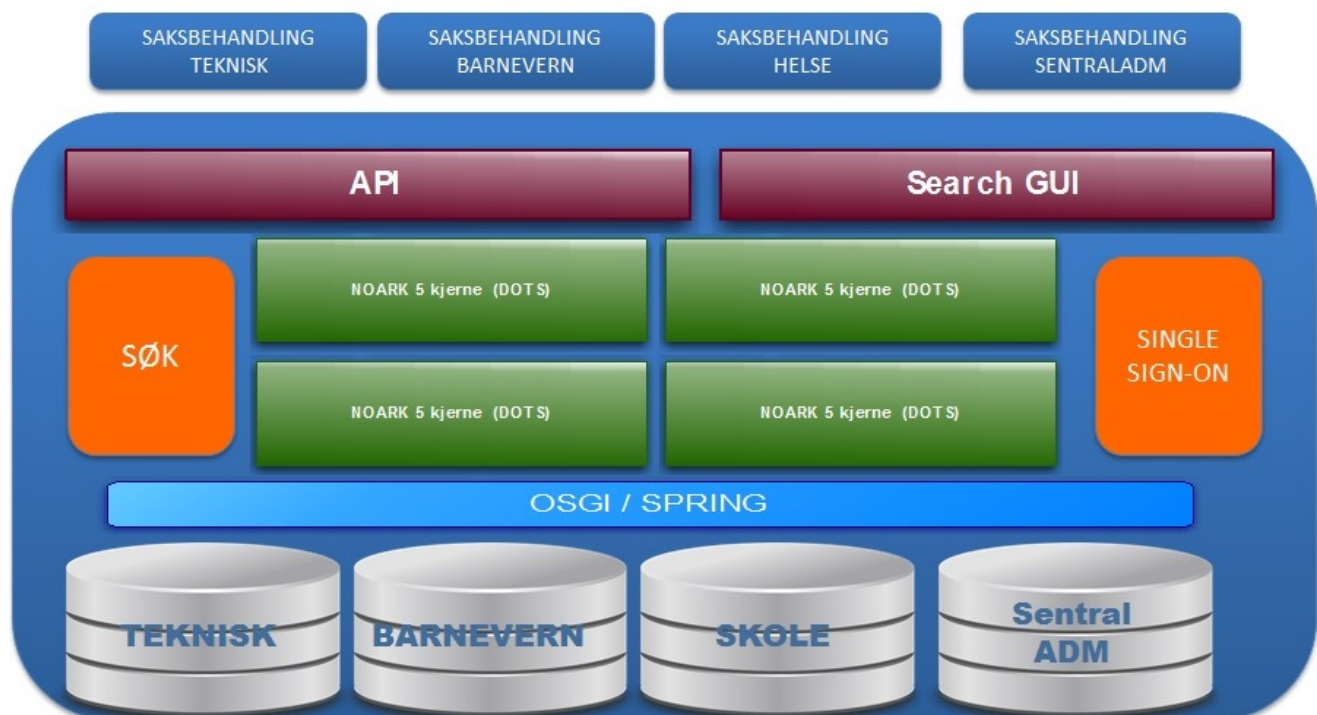 SAKSBEHANDLING
TEKNISK
SAKSBEHANDLING
BARNEVERN
SAKSBEHANDLING
HELSE
SAKSBEHANDLING
SENTRALADM
API
Search GUI
SØK
NOARK 5 kjerne (DOTS)
NOARK 5 kjerne (DOTS)
NOARK 5 kjerne (DOTS)
NOARK 5 kjerne (DOTS)
SINGLE
SIGN-ON
OSGI / SPRING
TEKNISK
BARNEVERN
SKOLE
Sentral
ADM